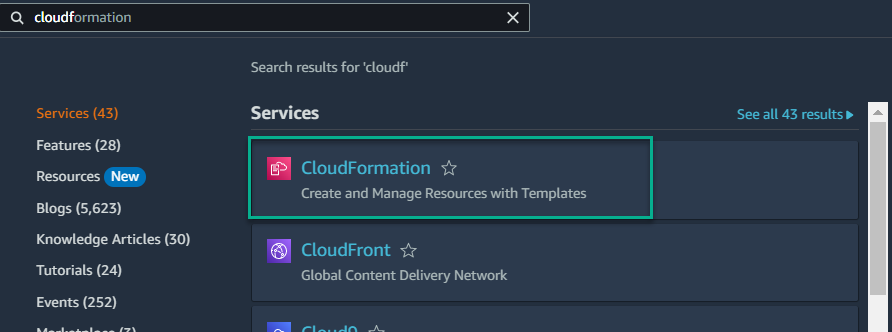 cloudformation
Search results for 'cloudf'
Services (43)
Features (28)
Resources New
Blogs (5,623)
Knowledge Articles (30)
Tutorials (24)
Events (252)
Marketplace (3)
Services
See all 43 results
CloudFormation
Create and Manage Resources with Templates
CloudFront
Global Content Delivery Network
Cloud9